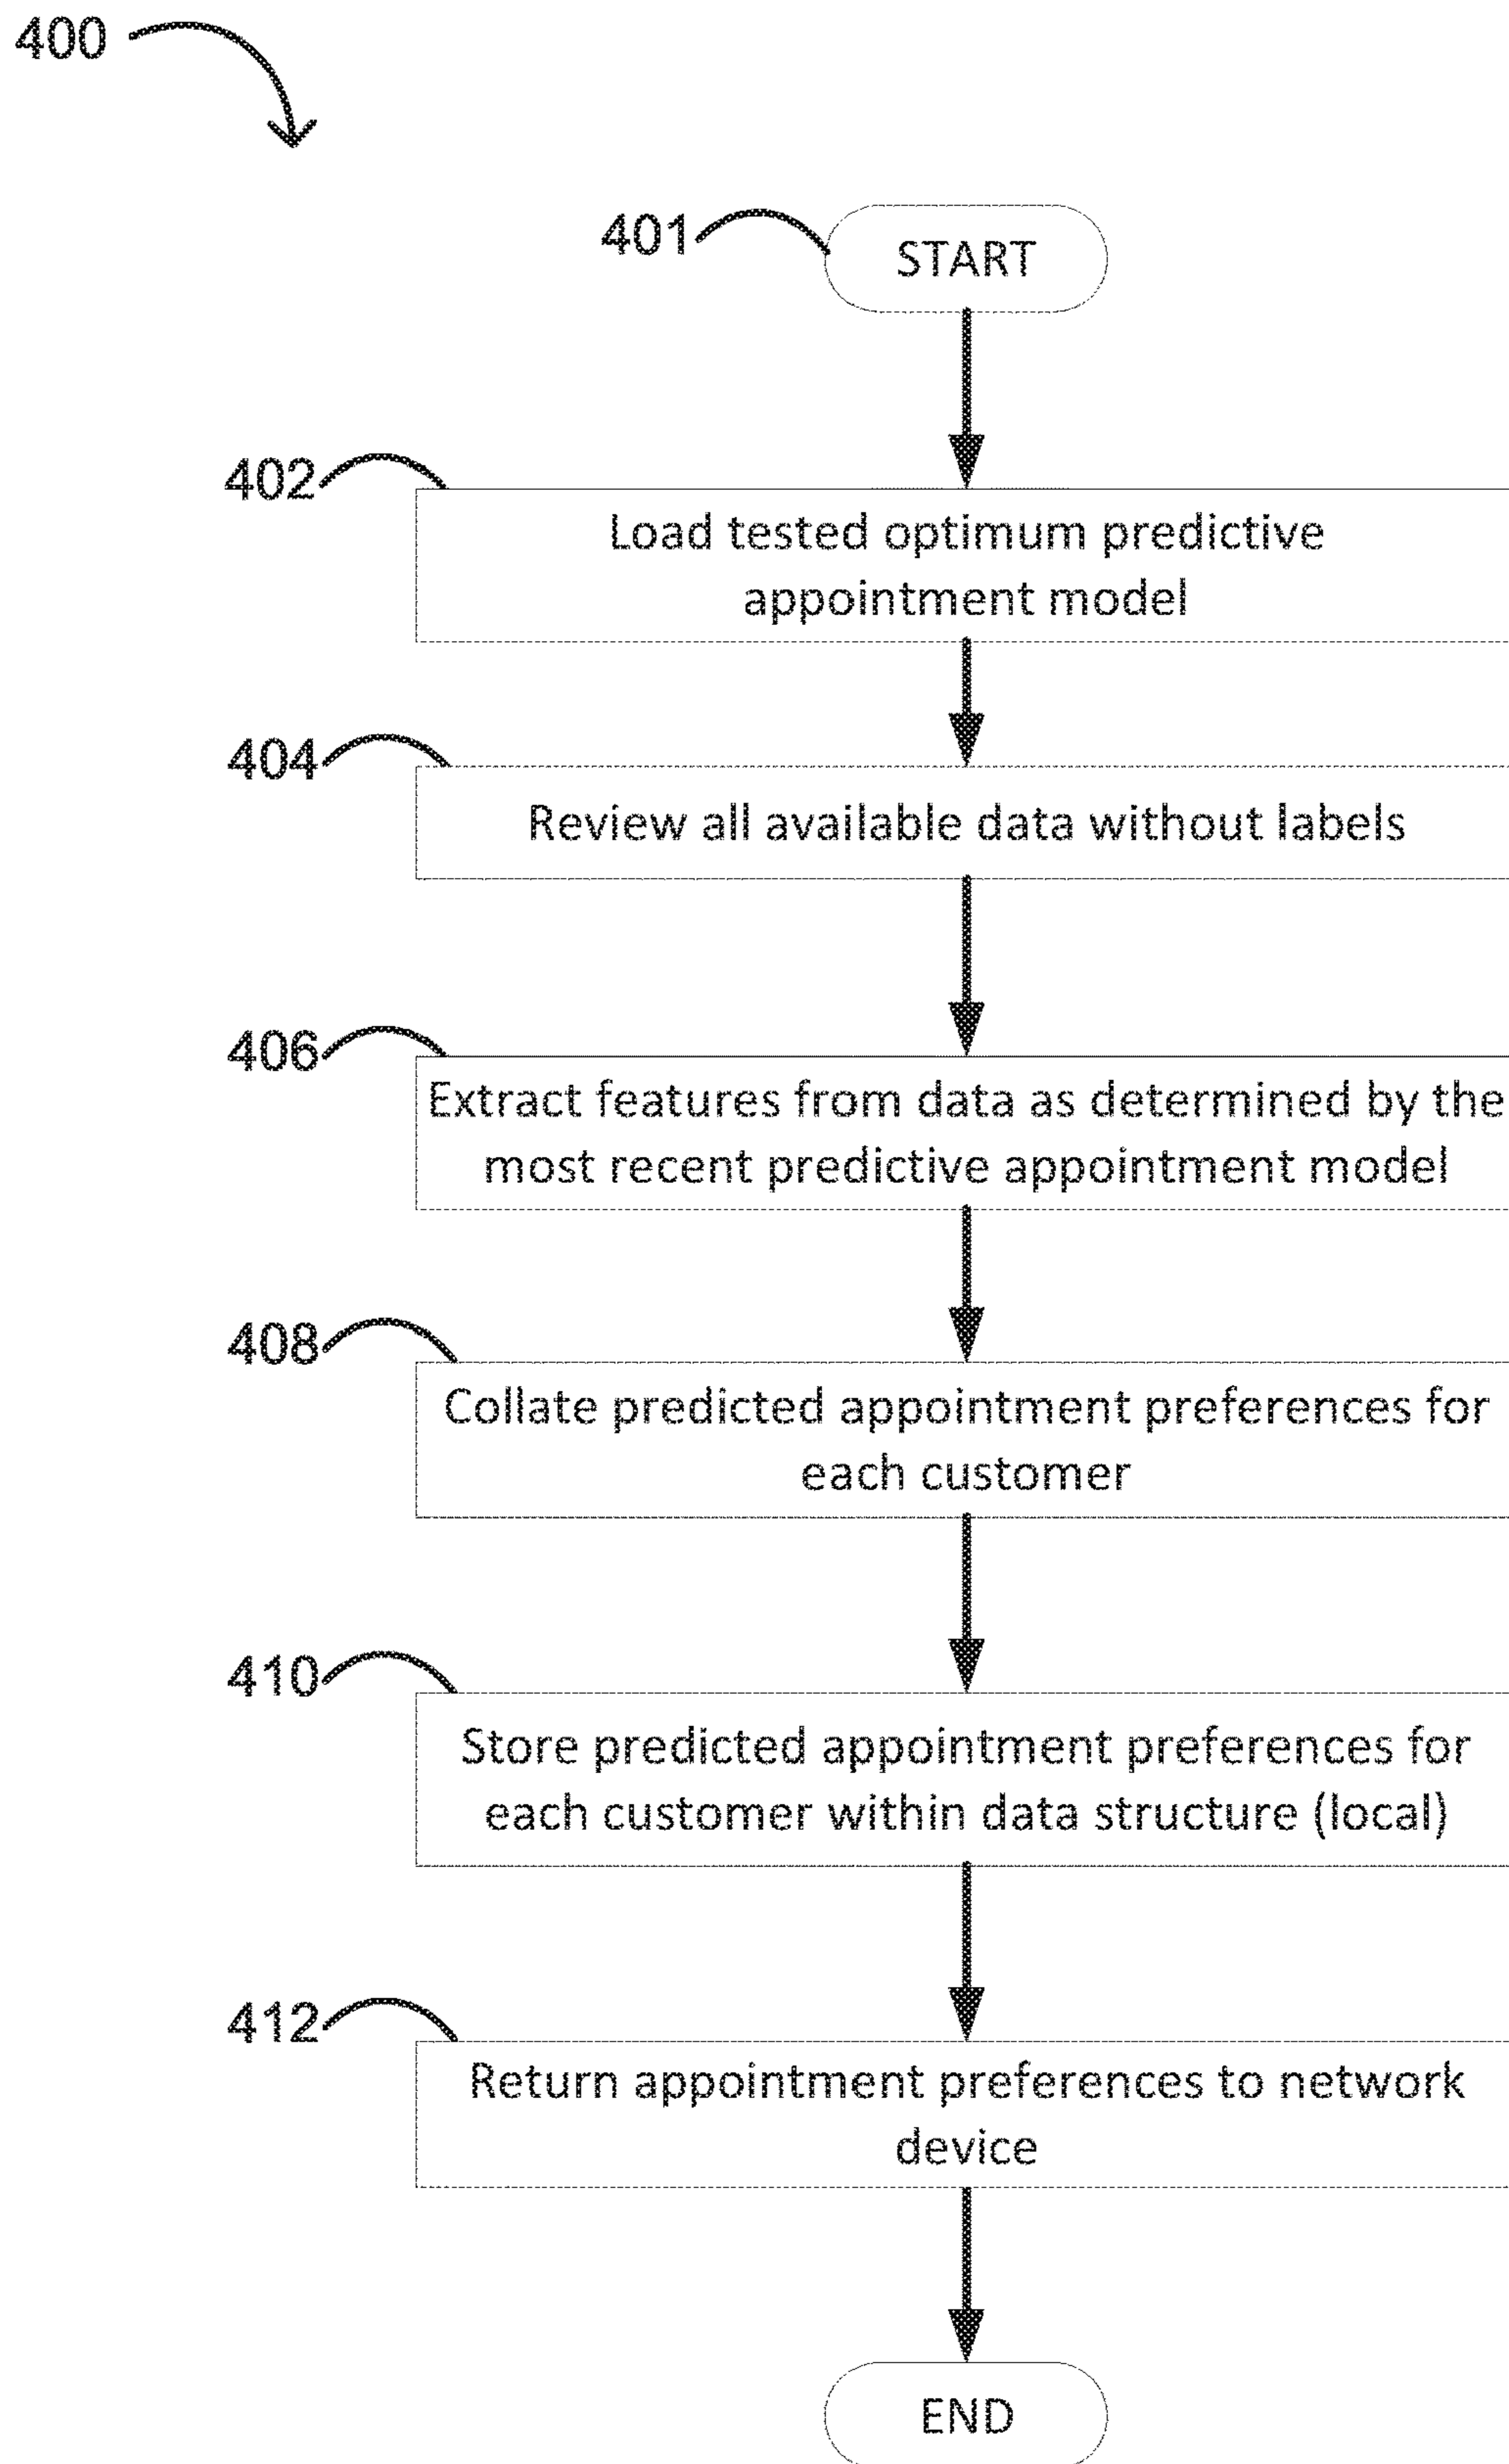 400
401
START
402
Load tested optimum predictive
appointment model
404
Review all available data without labels
406
Extract features from data as determined by the
most recent predictive appointment model
408
Collate predicted appointment preferences for
each customer
410
Store predicted appointment preferences for
each customer within data structure (local)
412
Return appointment preferences to network
device
END